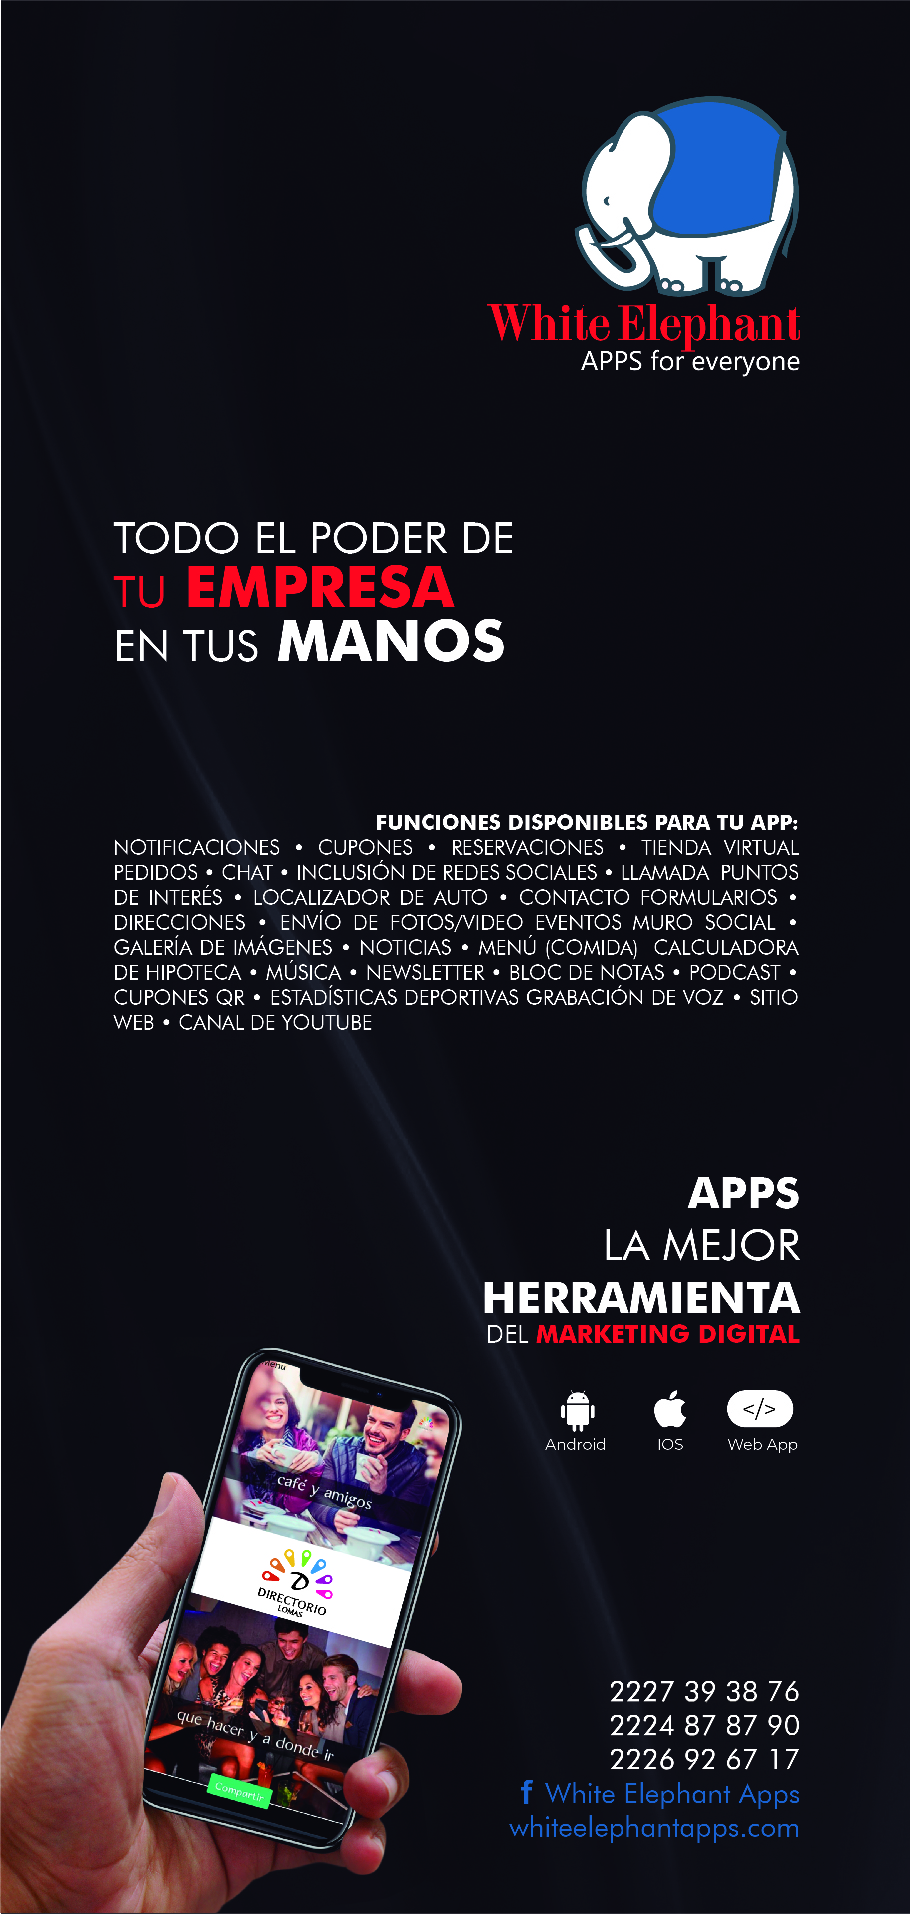 White Elephant
APPS for everyone
TODO EL PODER DE
TU EMPRESA
EN TUS MANOS
FUNCIONES DISPONIBLES PARA TU APP:
NOTIFICACIONES • CUPONES • RESERVACIONES • TIENDA VIRTUAL
PEDIDOS • CHAT • INCLUSIÓN DE REDES SOCIALES • LLAMADA PUNTOS
DE INTERÉS • LOCALIZADOR DE AUTO • CONTACTO FORMULARIOS •
DIRECCIONES • ENVÍO DE FOTOS/VIDEO EVENTOS MURO SOCIAL •
GALERÍA DE IMÁGENES • NOTICIAS • MENÚ (COMIDA) CALCULADORA
DE HIPOTECA • MÚSICA • NEWSLETTER • BLOC DE NOTAS • PODCAST •
CUPONES QR • ESTADÍSTICAS DEPORTIVAS GRABACIÓN DE VOZ • SITIO
WEB • CANAL DE YOUTUBE
APPS
LA MEJOR
HERRAMIENTA
DEL MARKETING DIGITAL
</>
Android IOS Web App
Menu
café y amigos
D
DIRECTORIO
LOMAS
que hacer y a donde ir
Compartir
2227 39 38 76
2224 87 87 90
2226 92 67 17
f White Elephant Apps
whiteelephantapps.com